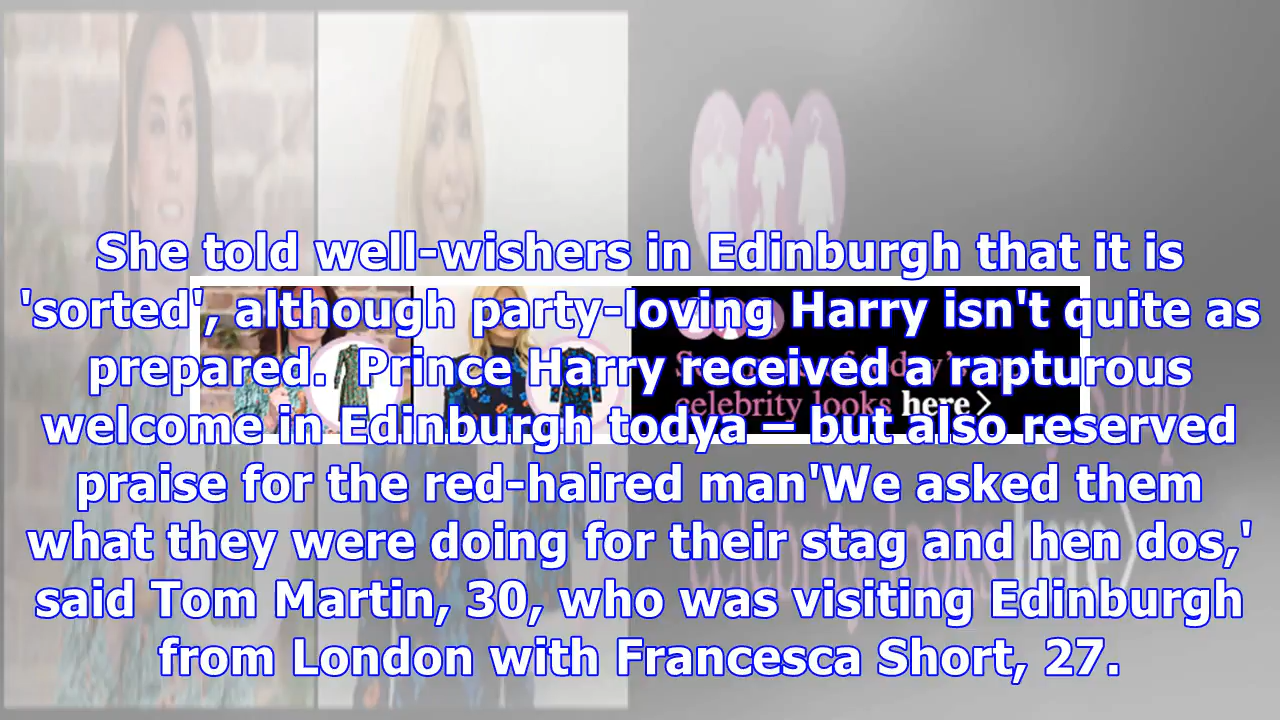 She told well-wishers in Edinburgh that it is
'sorted', although party-loving Harry isn't quite as
prepared.  Prince Harry received a rapturous
welcome in Edinburgh todya – but also reserved
praise for the red-haired man'We asked them
what they were doing for their stag and hen dos,'
said Tom Martin, 30, who was visiting Edinburgh
from London with Francesca Short, 27.
celebrity looks here